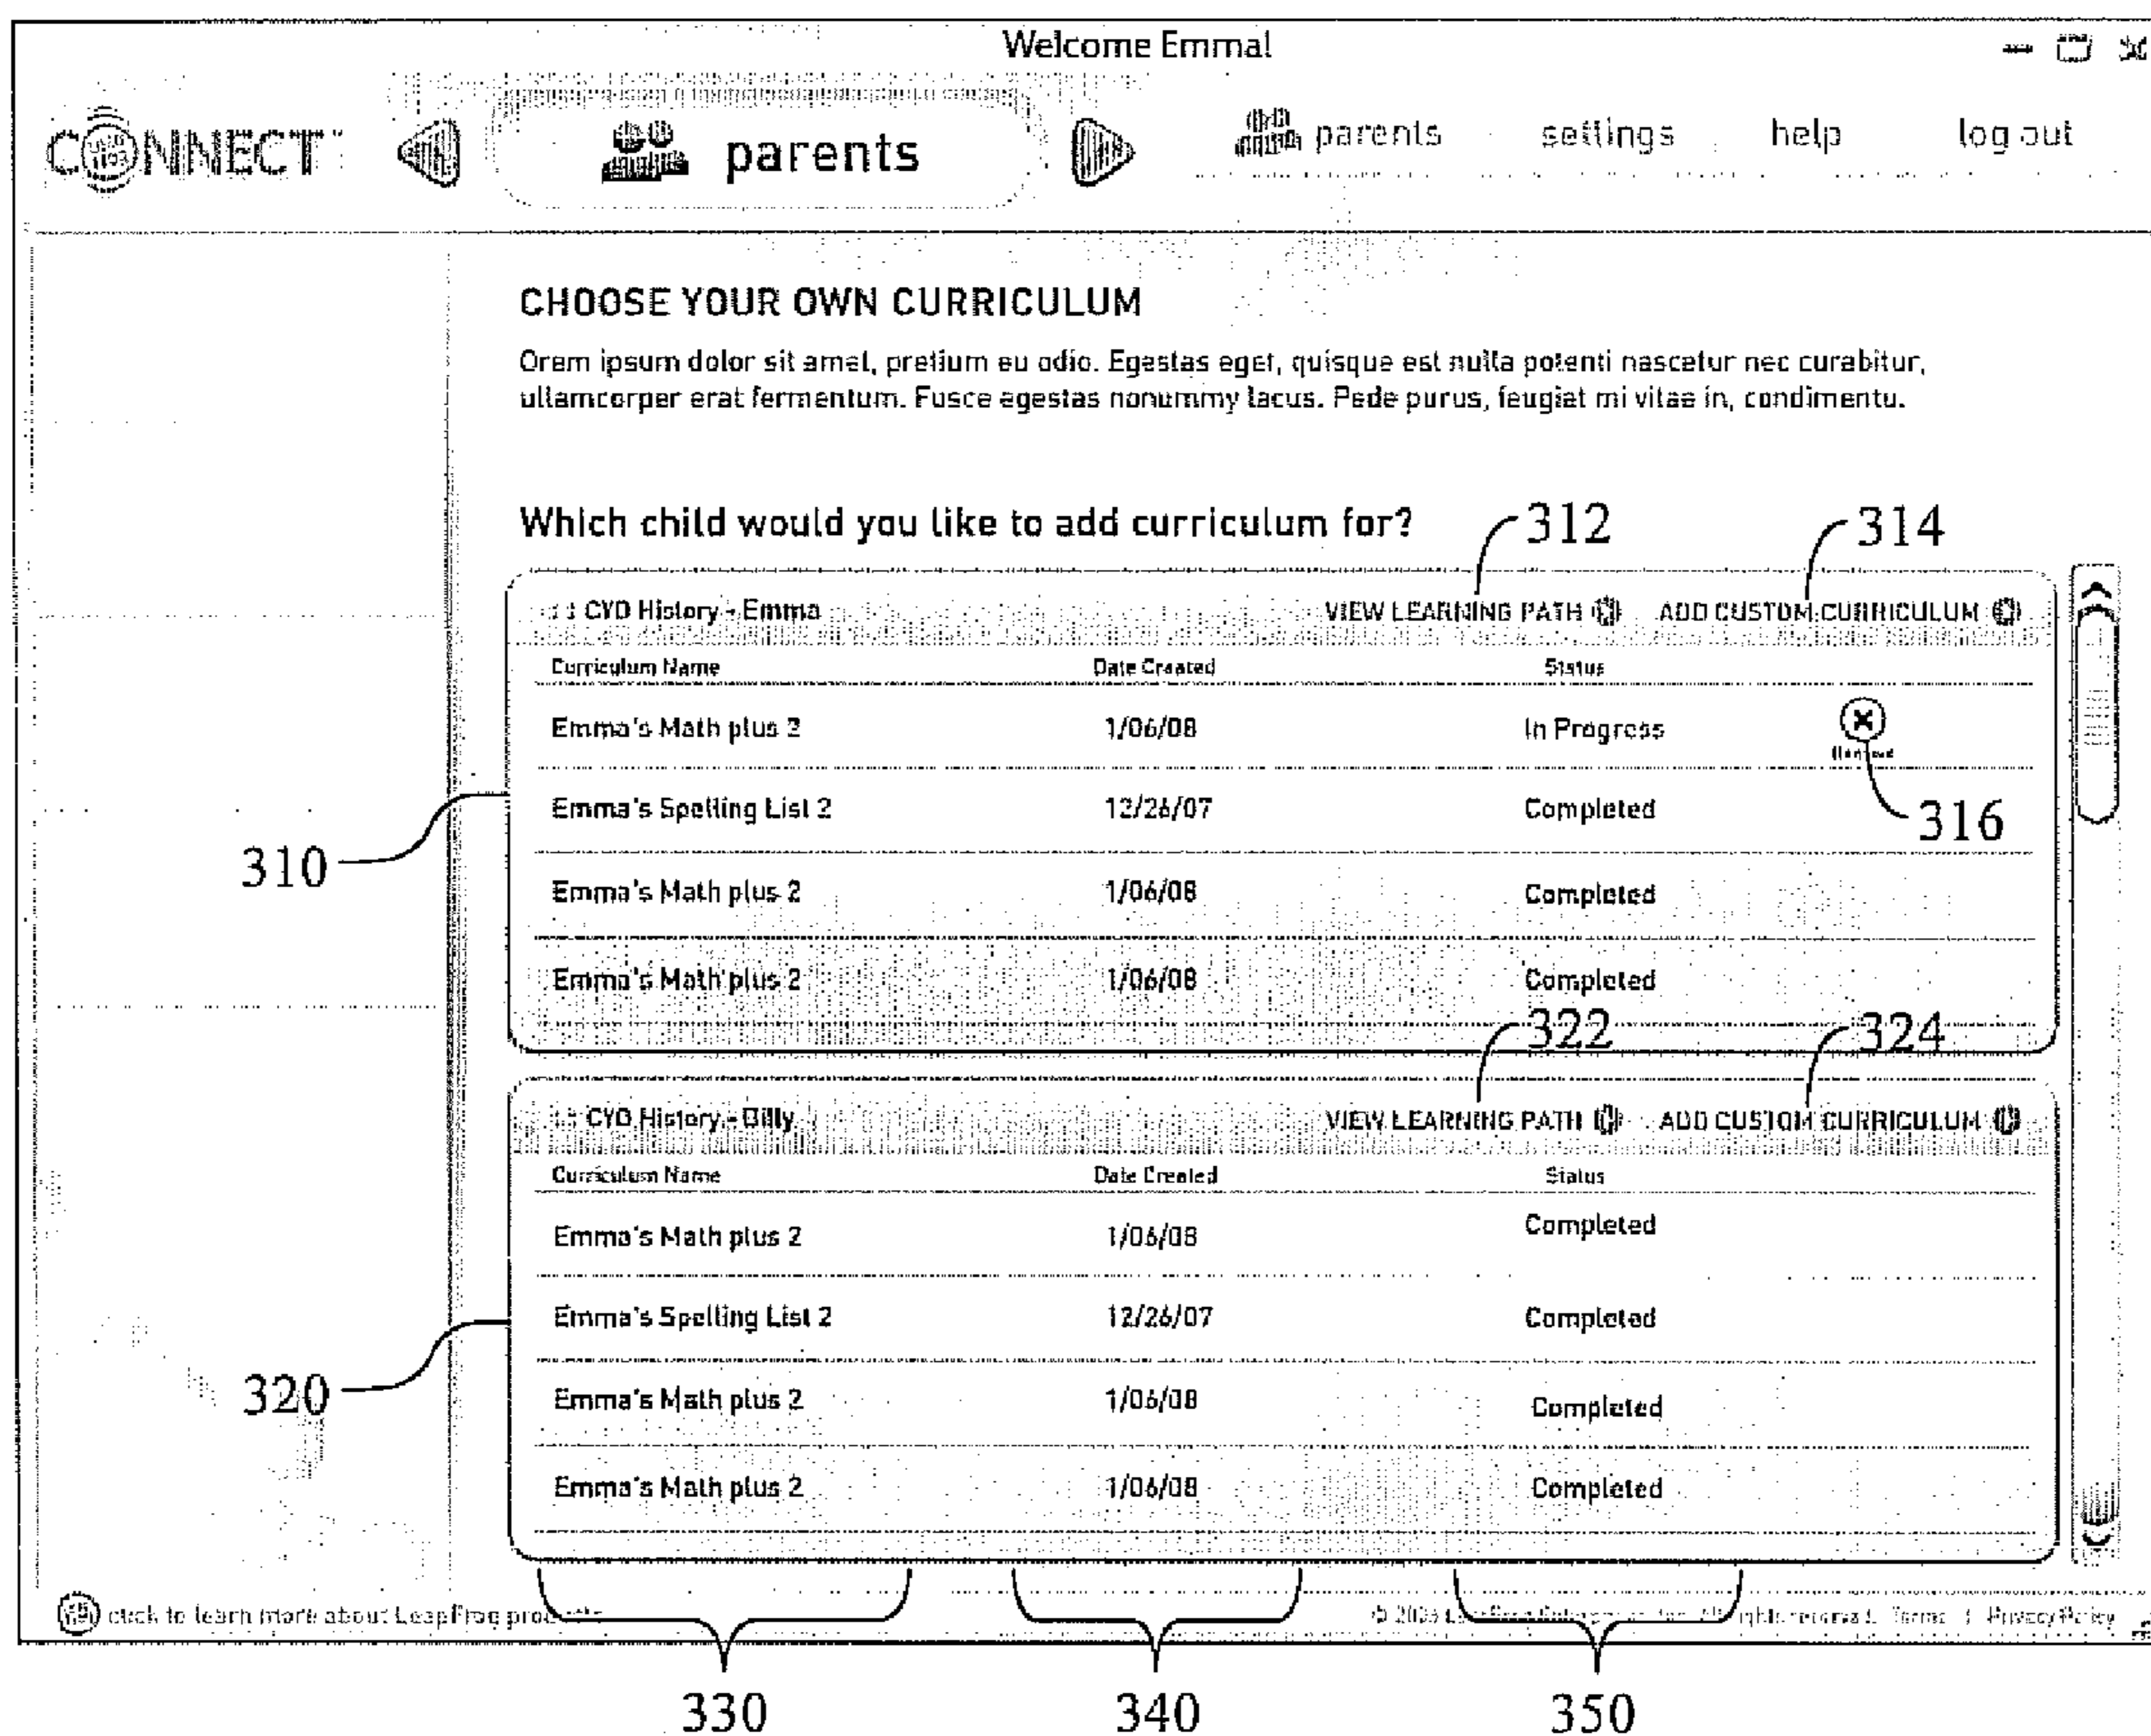 Welcome Emma!
CONNECT
parents
parents settings help log out
CHOOSE YOUR OWN CURRICULUM
Orem ipsum dolor sit amet, pretium eu odio. Egestas eget, quisque est nulla potenti nascetur nec curabitur,
ullamcorper erat fermentum. Fusce egestas nonummy lacus. Pede purus, feugiat mi vitae in, condimentu.
Which child would you like to add curriculum for?
312
314
CYO History - Emma VIEW LEARNING PATH ADD CUSTOM CURRICULUM
Curriculum Name Date Created Status
Emma's Math plus 2 1/06/08 In Progress
Emma's Spelling List 2 12/26/07 Completed
316
310
Emma's Math plus 2 1/06/08 Completed
Emma's Math plus 2 1/06/08 Completed
322
324
CYO History - Billy VIEW LEARNING PATH ADD CUSTOM CURRICULUM
Curriculum Name Date Created Status
Emma's Math plus 2 1/06/08 Completed
Emma's Spelling List 2 12/26/07 Completed
320
Emma's Math plus 2 1/06/08 Completed
Emma's Math plus 2 1/06/08 Completed
click to learn more about LeapFrog products All rights reserved. Terms | Privacy Policy
330 340 350